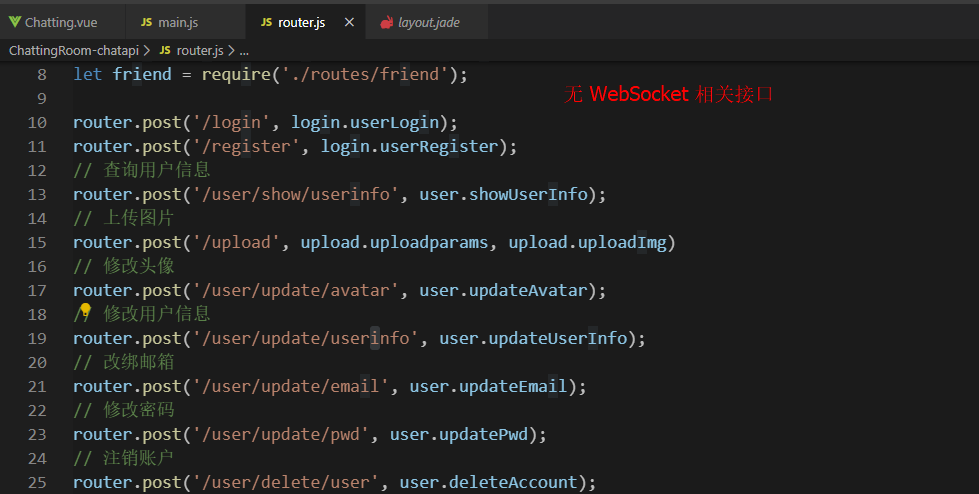 Chatting.vue JS main.js JS router.js × layout.jade
ChattingRoom-chatapi > JS router.js > ...
8 let friend = require('./routes/friend');
无 WebSocket 相关接口
9
10 router.post('/login', login.userLogin);
11 router.post('/register', login.userRegister);
12 // 查询用户信息
13 router.post('/user/show/userinfo', user.showUserInfo);
14 // 上传图片
15 router.post('/upload', upload.uploadparams, upload.uploadImg)
16 // 修改头像
17 router.post('/user/update/avatar', user.updateAvatar);
18 // 修改用户信息
19 router.post('/user/update/userinfo', user.updateUserInfo);
20 // 改绑邮箱
21 router.post('/user/update/email', user.updateEmail);
22 // 修改密码
23 router.post('/user/update/pwd', user.updatePwd);
24 // 注销账户
25 router.post('/user/delete/user', user.deleteAccount);